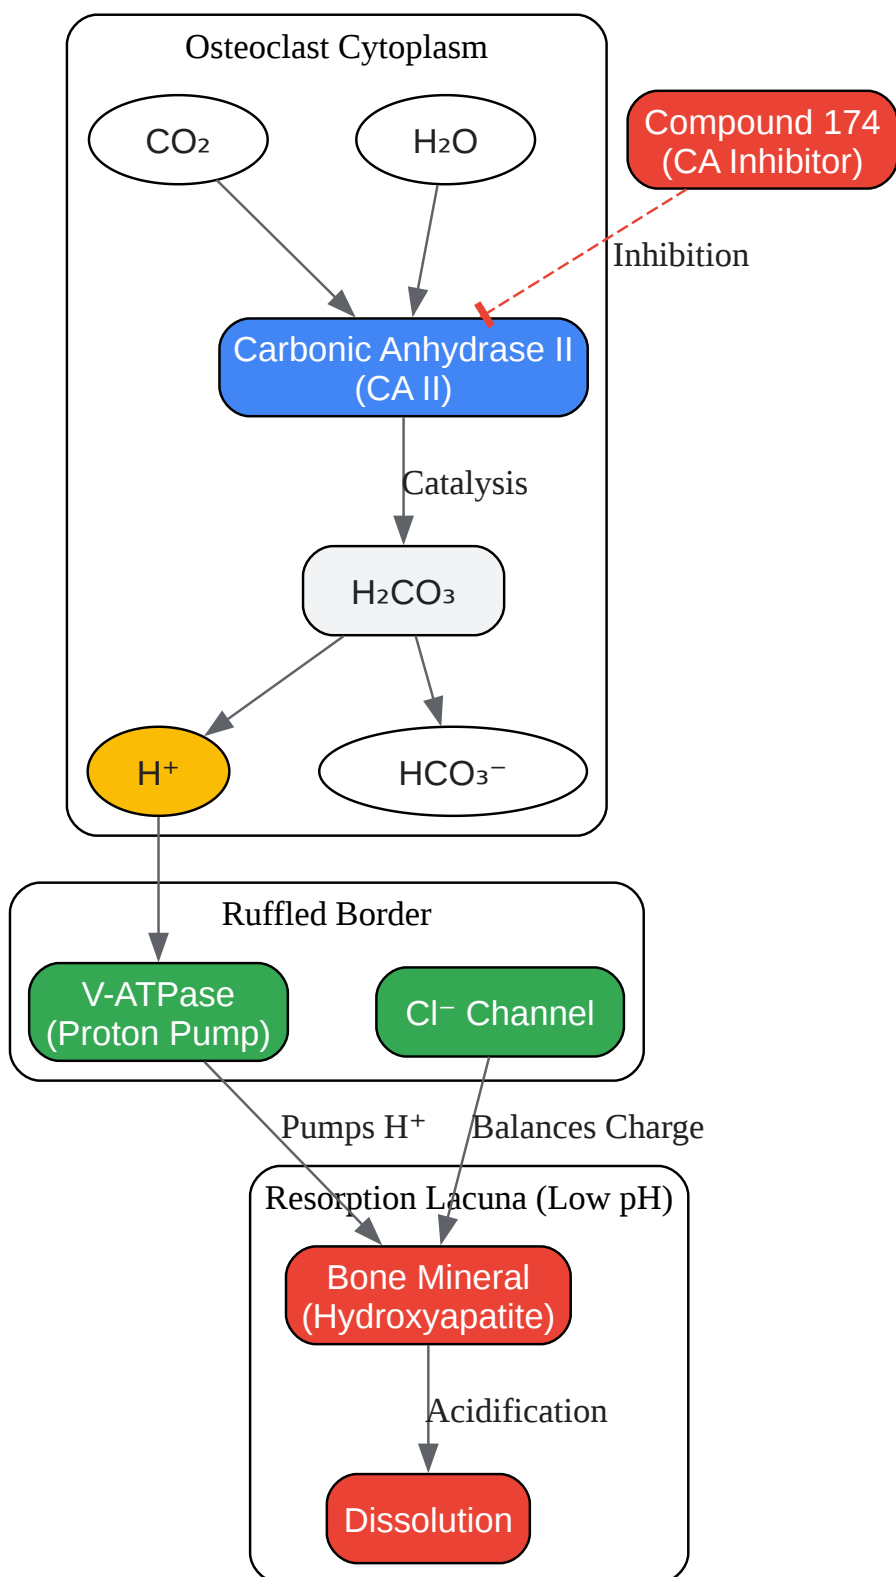 Osteoclast Cytoplasm
CO₂
H₂O
Compound 174
(CA Inhibitor)
Inhibition
Carbonic Anhydrase II
(CA II)
Catalysis
H₂CO₃
H⁺
HCO₃⁻
Ruffled Border
V-ATPase
(Proton Pump)
Cl⁻ Channel
Pumps H⁺
Balances Charge
Resorption Lacuna (Low pH)
Bone Mineral
(Hydroxyapatite)
Acidification
Dissolution